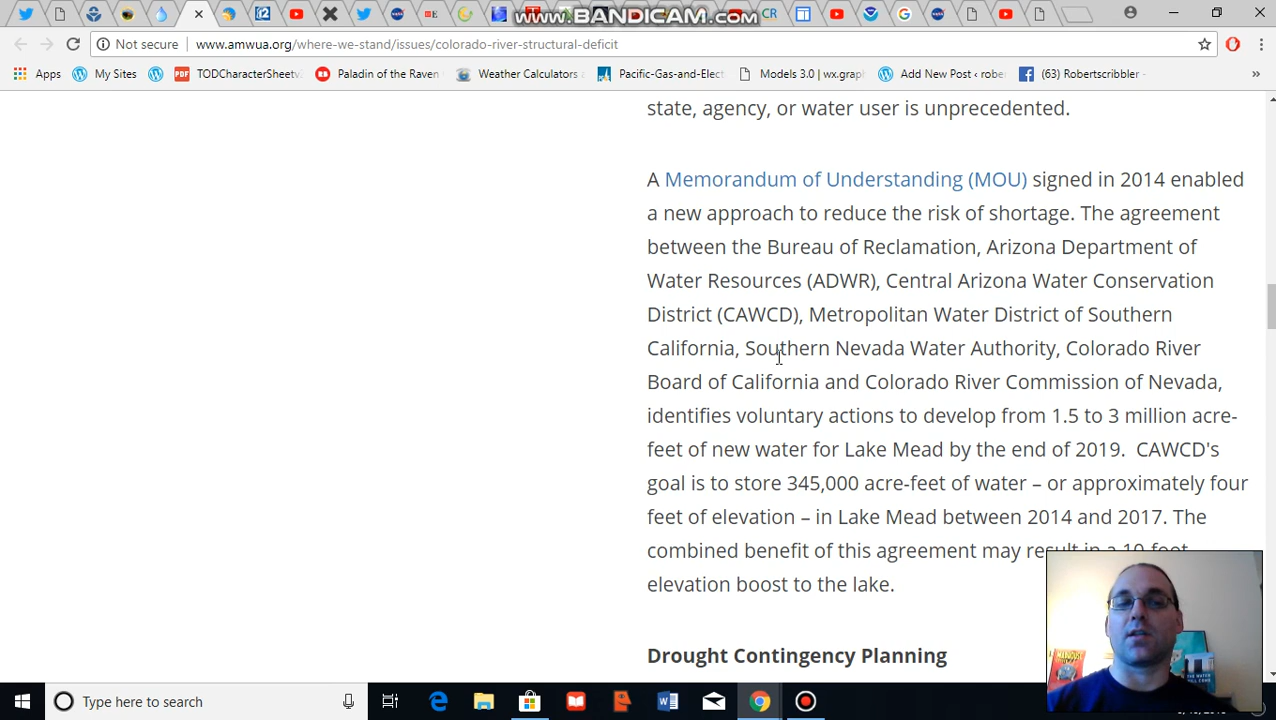 www.BANDICAM.com
BE
CR
Not secure www.amwua.org/where-we-stand/issues/colorado-river-structural-deficit
Apps My Sites PDF TODCharacterSheetv Paladin of the Raven Weather Calculators Pacific-Gas-and-Elect Models 3.0 | wx.grap Add New Post ‹ robe (63) Robertscribbler - »
state, agency, or water user is unprecedented.
A Memorandum of Understanding (MOU) signed in 2014 enabled
a new approach to reduce the risk of shortage. The agreement
between the Bureau of Reclamation, Arizona Department of
Water Resources (ADWR), Central Arizona Water Conservation
District (CAWCD), Metropolitan Water District of Southern
California, Southern Nevada Water Authority, Colorado River
Board of California and Colorado River Commission of Nevada,
identifies voluntary actions to develop from 1.5 to 3 million acre-
feet of new water for Lake Mead by the end of 2019. CAWCD's
goal is to store 345,000 acre-feet of water – or approximately four
feet of elevation – in Lake Mead between 2014 and 2017. The
combined benefit of this agreement may result in a 10-foot
elevation boost to the lake.
Drought Contingency Planning
Type here to search